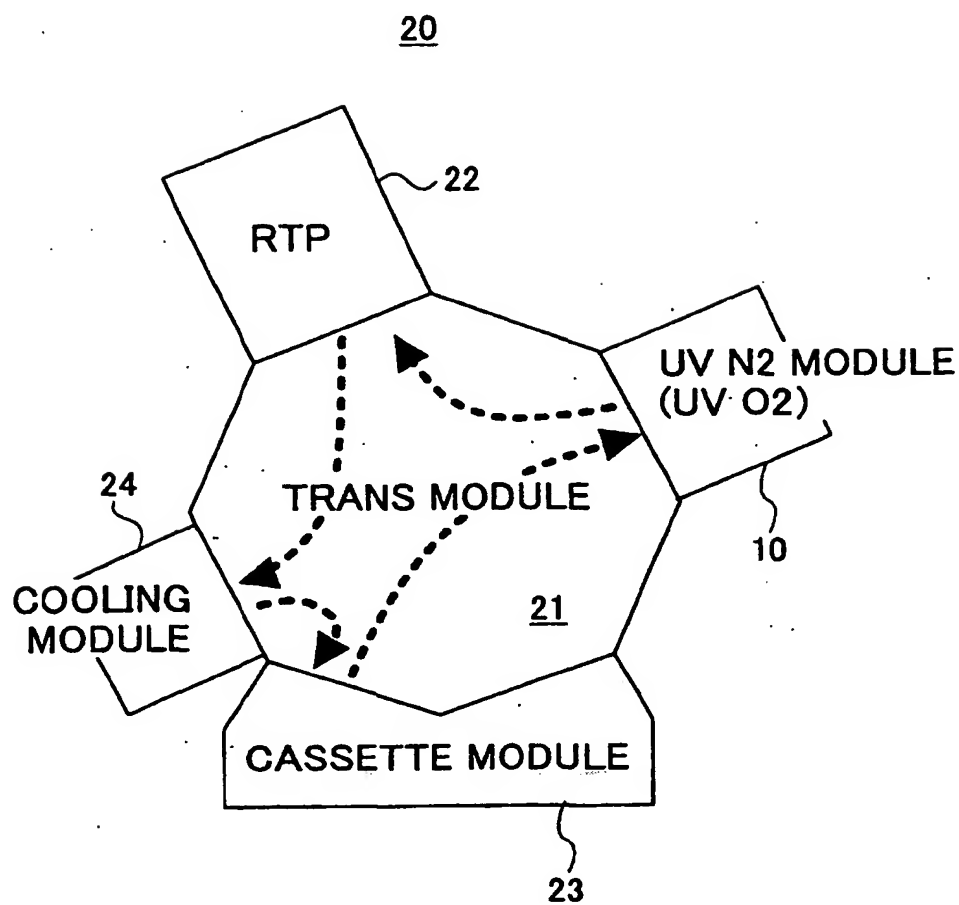 20
22
RTP
UV N2 MODULE
(UV O2)
24
TRANS MODULE
10
COOLING
MODULE
21
CASSETTE MODULE
23